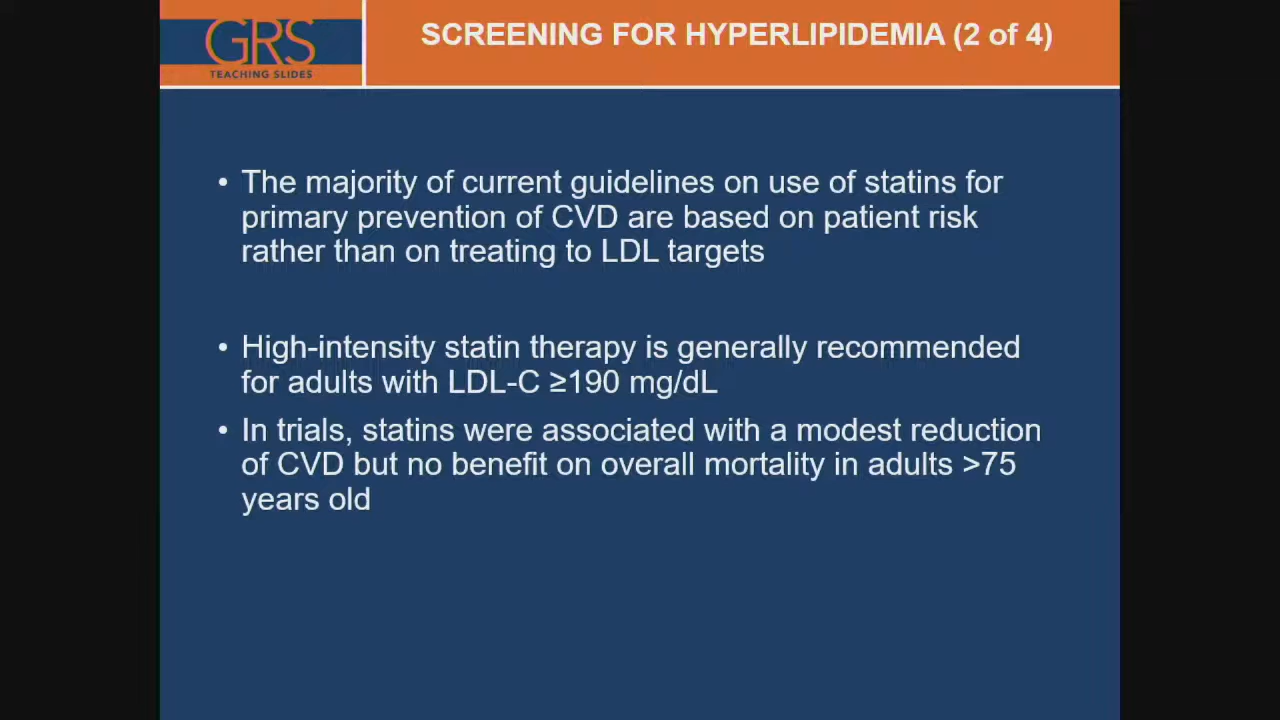 GRS
TEACHING SLIDES
SCREENING FOR HYPERLIPIDEMIA (2 of 4)
• The majority of current guidelines on use of statins for
primary prevention of CVD are based on patient risk
rather than on treating to LDL targets
• High-intensity statin therapy is generally recommended
for adults with LDL-C ≥190 mg/dL
• In trials, statins were associated with a modest reduction
of CVD but no benefit on overall mortality in adults >75
years old